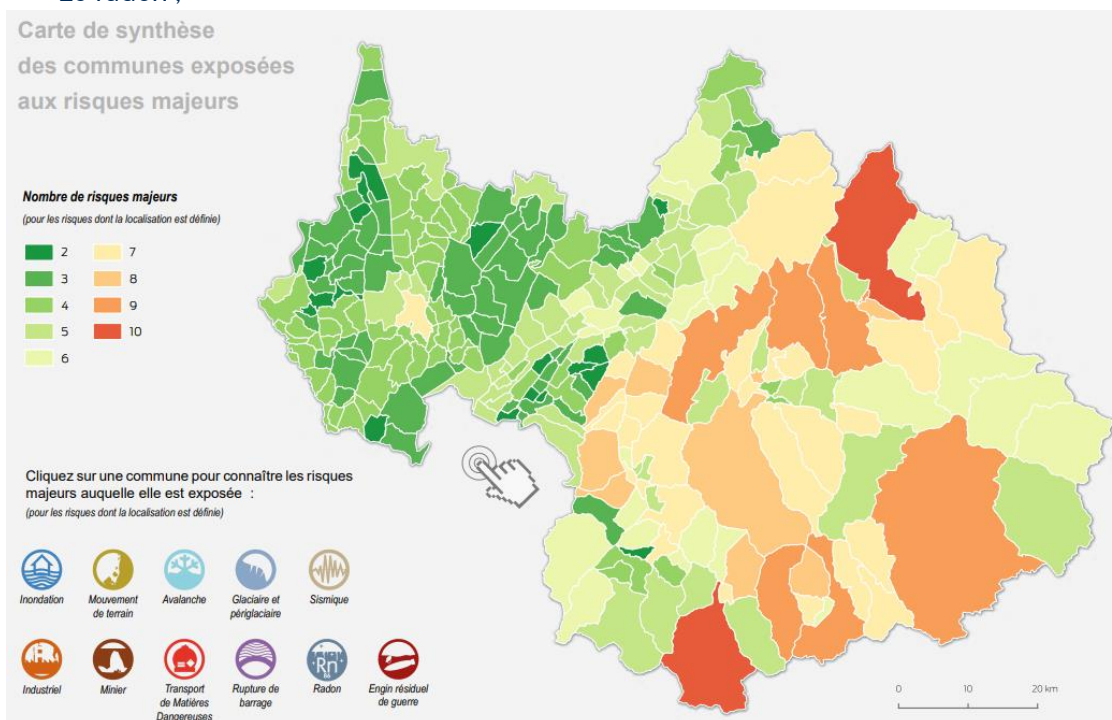 Le radon ;
Carte de synthèse
des communes exposées
aux risques majeurs
Nombre de risques majeurs
(pour les risques dont la localisation est définie)
2 7
3 8
4 9
5 10
6
Cliquez sur une commune pour connaître les risques
majeurs auquelle elle est exposée :
(pour les risques dont la localisation est définie)
Inondation Mouvement de terrain Avalanche Glaciaire et périglaciaire Sismique
Rn
86
Industriel Minier Transport de Matières Dangereuses Rupture de barrage Radon Engin résiduel de guerre
0 10 20 km